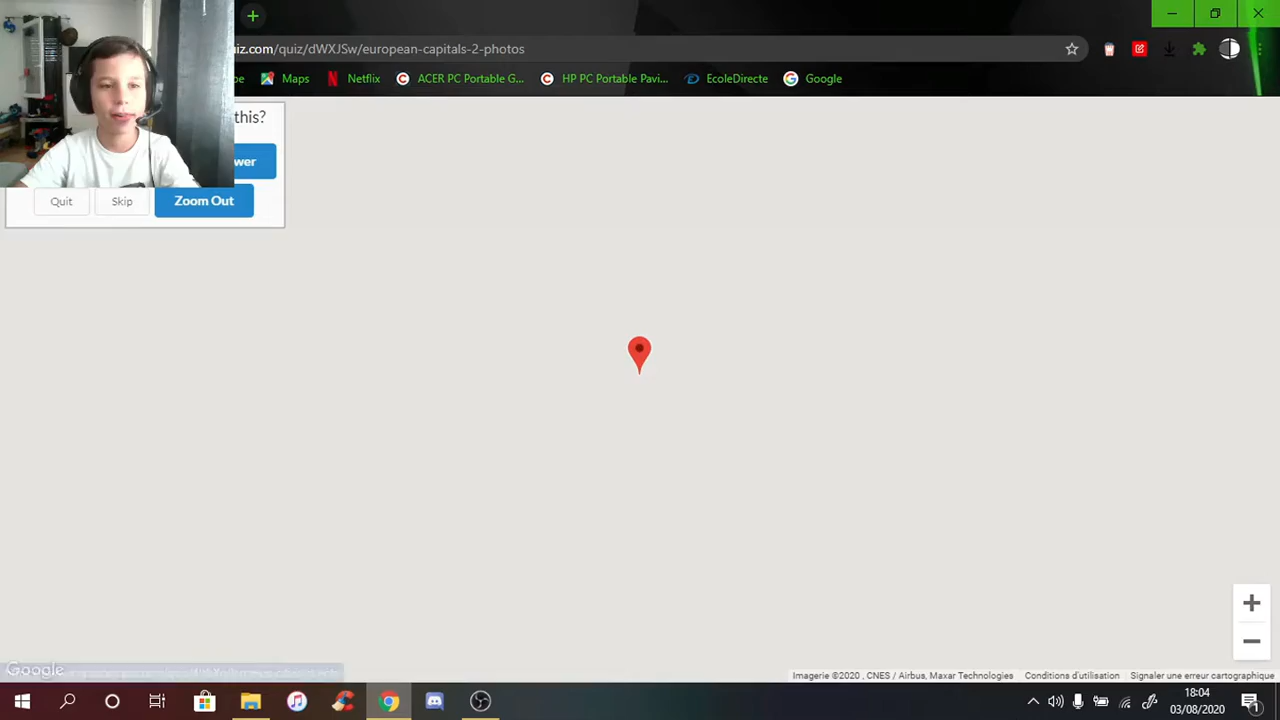 iz.com/quiz/dWXJSw/european-capitals-2-photos
Maps
Netflix
ACER PC Portable G...
HP PC Portable Pavi...
EcoleDirecte
Google
this?
wer
Quit
Skip
Zoom Out
+
−
Google
Imagerie ©2020 , CNES / Airbus, Maxar Technologies
Conditions d'utilisation
Signaler une erreur cartographique
18:04
03/08/2020